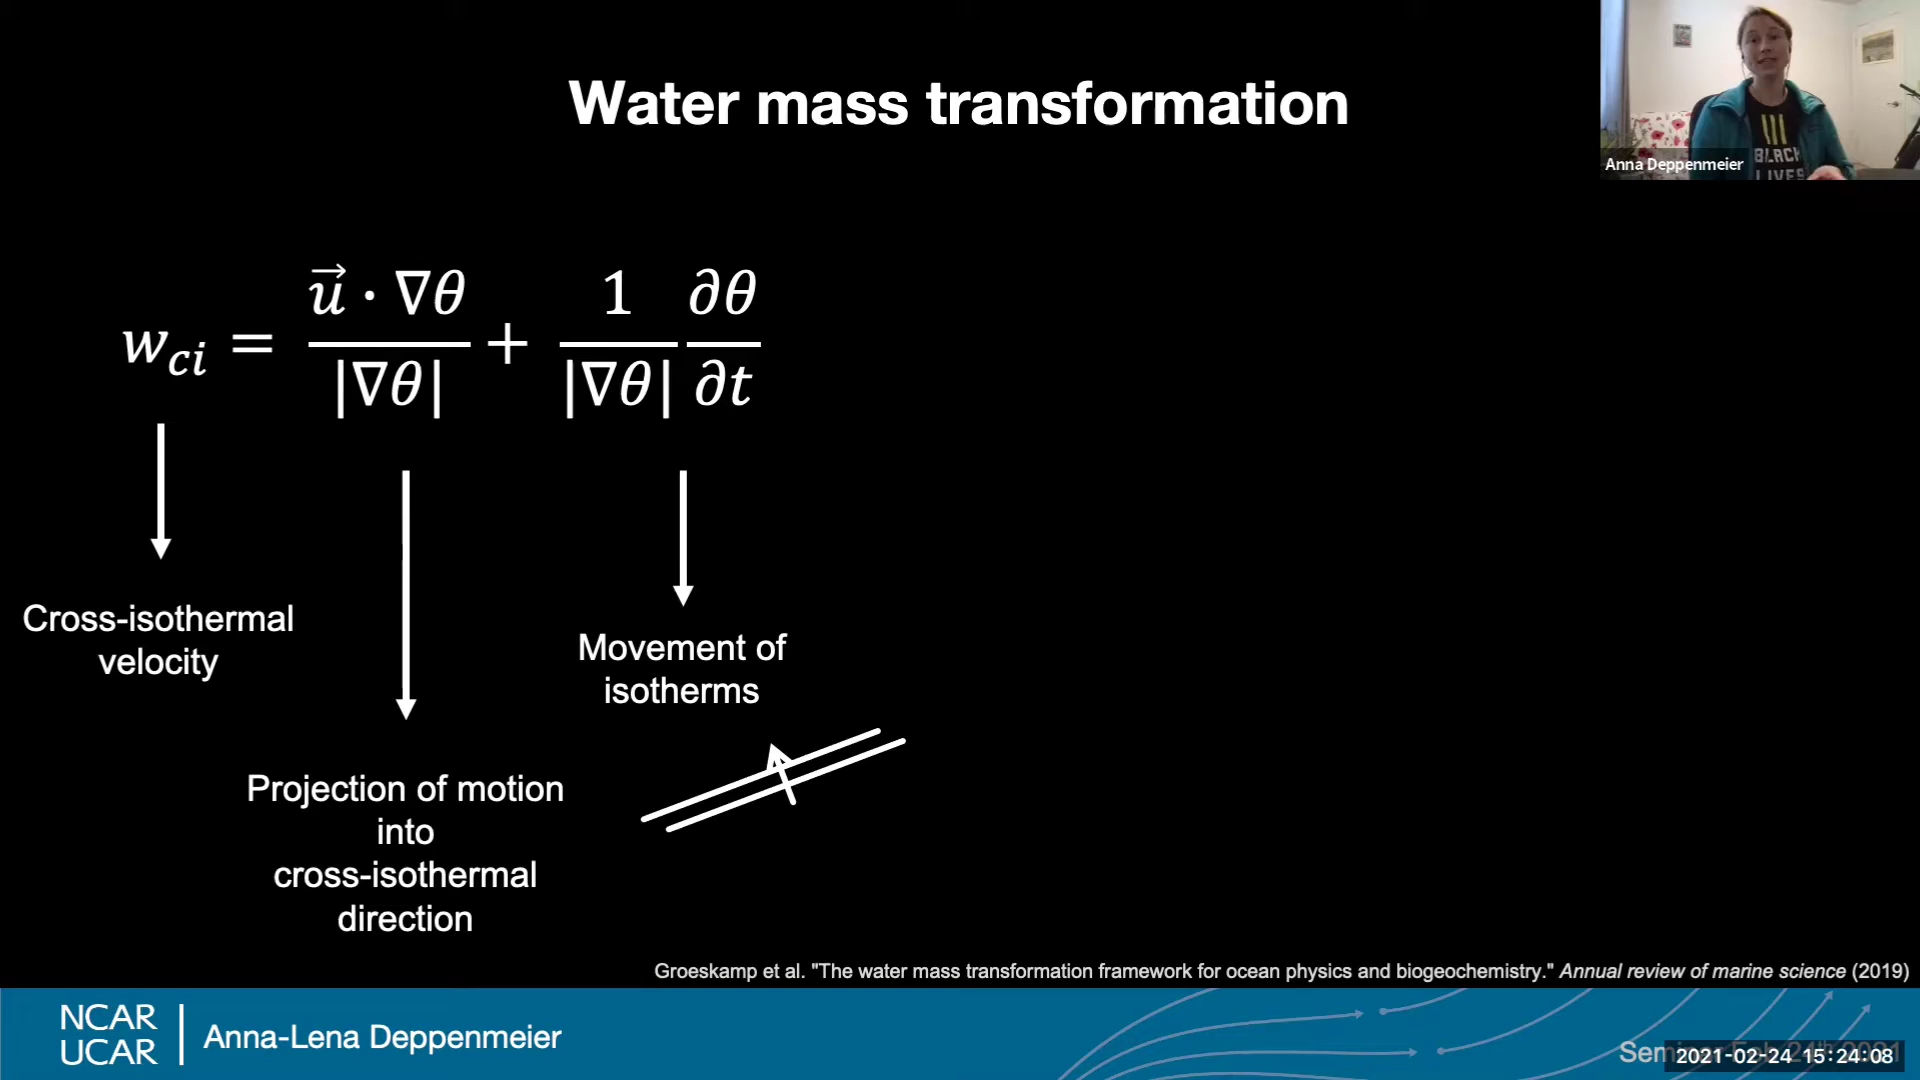 Water mass transformation
Anna Deppenmeier
BLACK
LIVES
w_ci = u⃗ · ∇θ / |∇θ| + 1 / |∇θ| ∂θ / ∂t
Cross-isothermal
velocity
Movement of
isotherms
Projection of motion
into
cross-isothermal
direction
Groeskamp et al. "The water mass transformation framework for ocean physics and biogeochemistry." Annual review of marine science (2019)
NCAR
UCAR
Anna-Lena Deppenmeier
2021-02-24 15:24:08